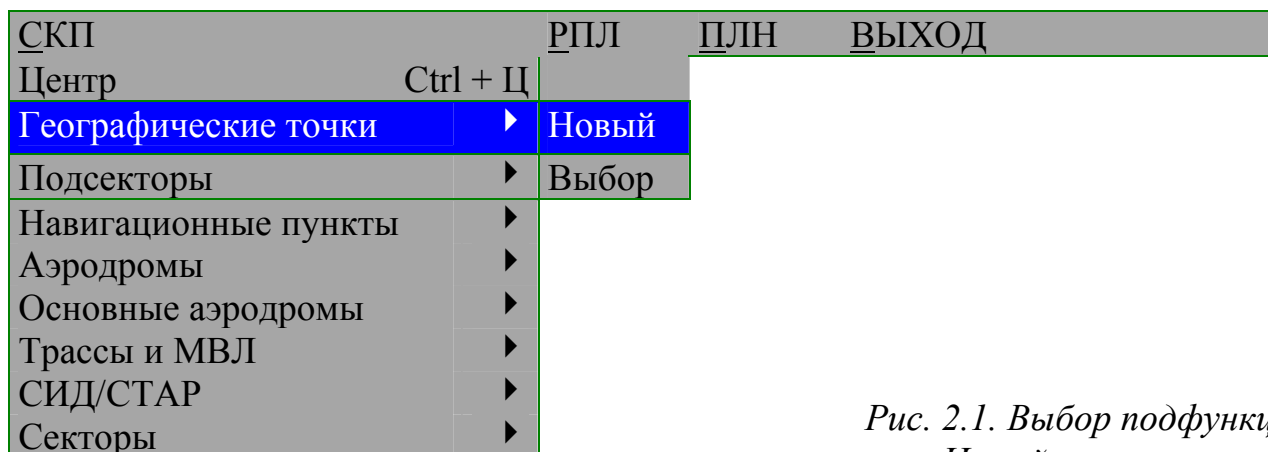 СКП РПЛ ПЛН ВЫХОД
Центр Ctrl + Ц
Географические точки Новый
Подсекторы Выбор
Навигационные пункты
Аэродромы
Основные аэродромы
Трассы и МВЛ
СИД/СТАР
Рис. 2.1. Выбор
Секторы